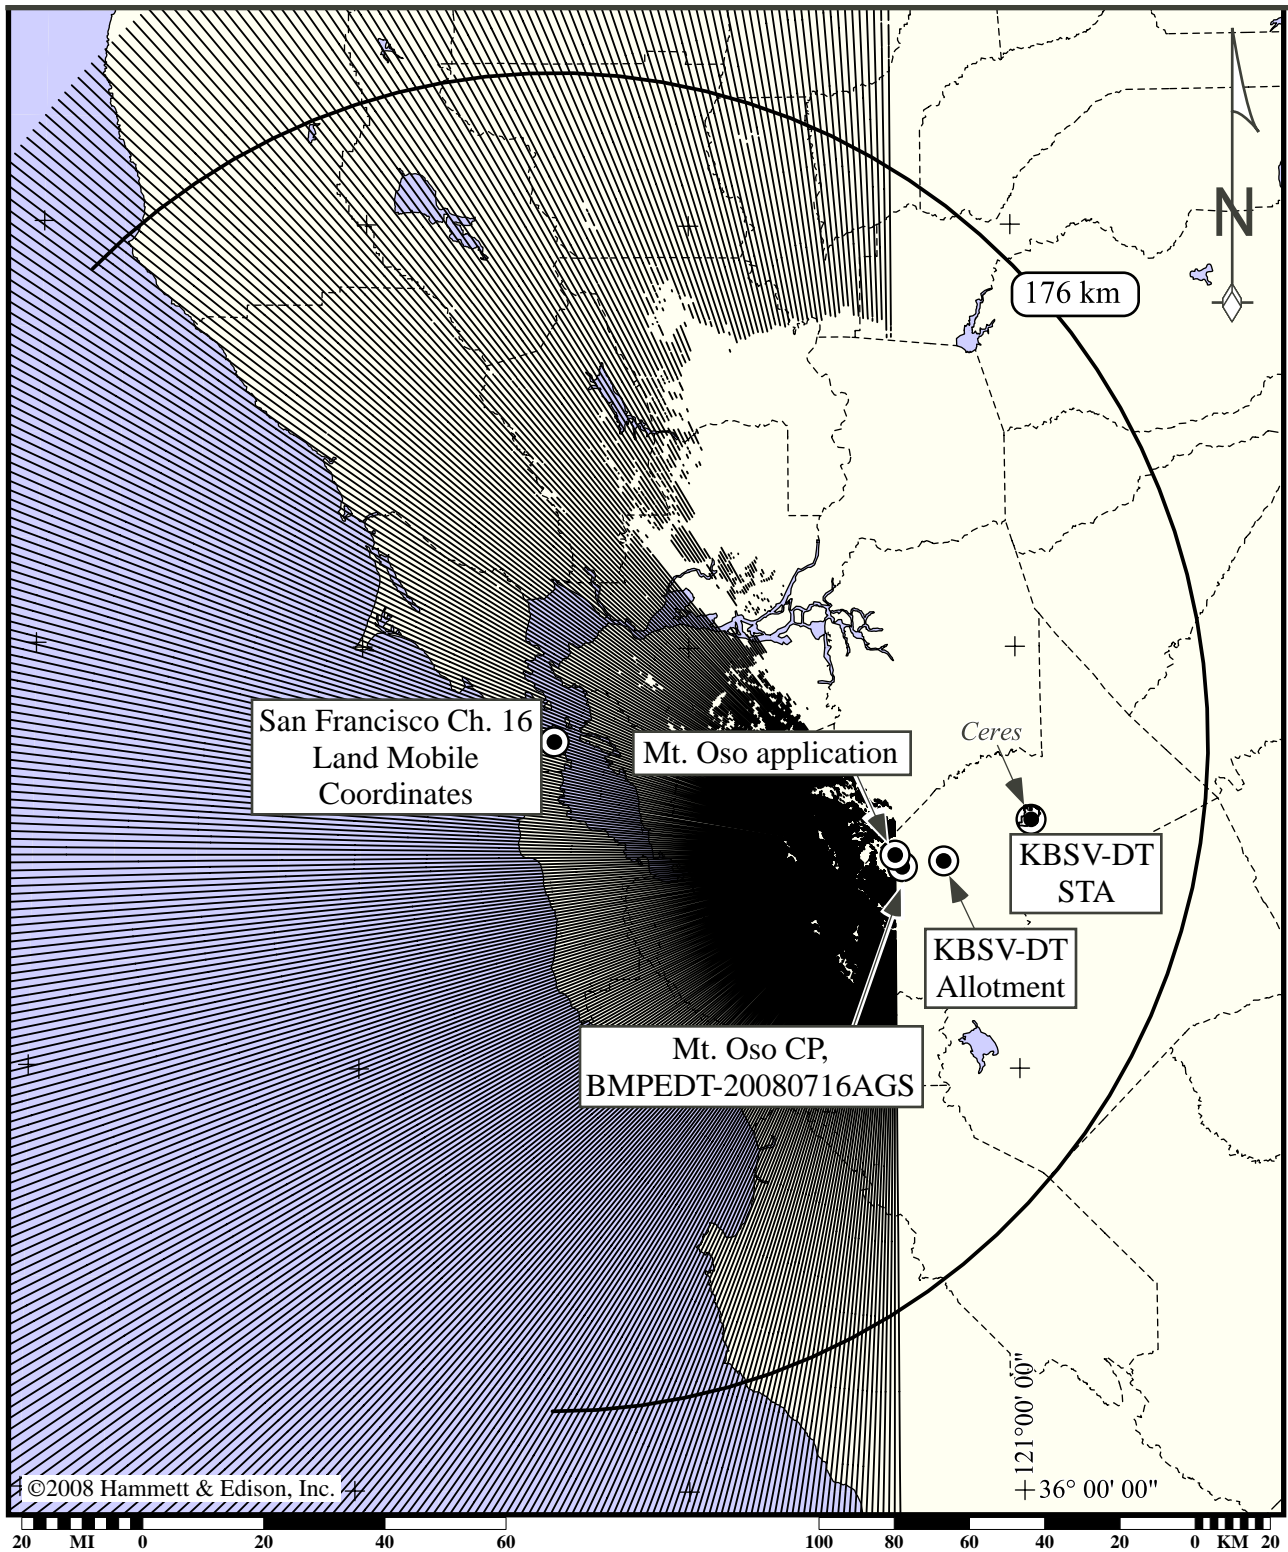 N
176 km
San Francisco Ch. 16
Land Mobile
Coordinates
Mt. Oso application
Ceres
KBSV-DT
STA
KBSV-DT
Allotment
Mt. Oso CP,
BMPEDT-20080716AGS
121° 00' 00"
36° 00' 00"
©2008 Hammett & Edison, Inc.
20 MI 0 20 40 60 100 80 60 40 20 0 KM 20